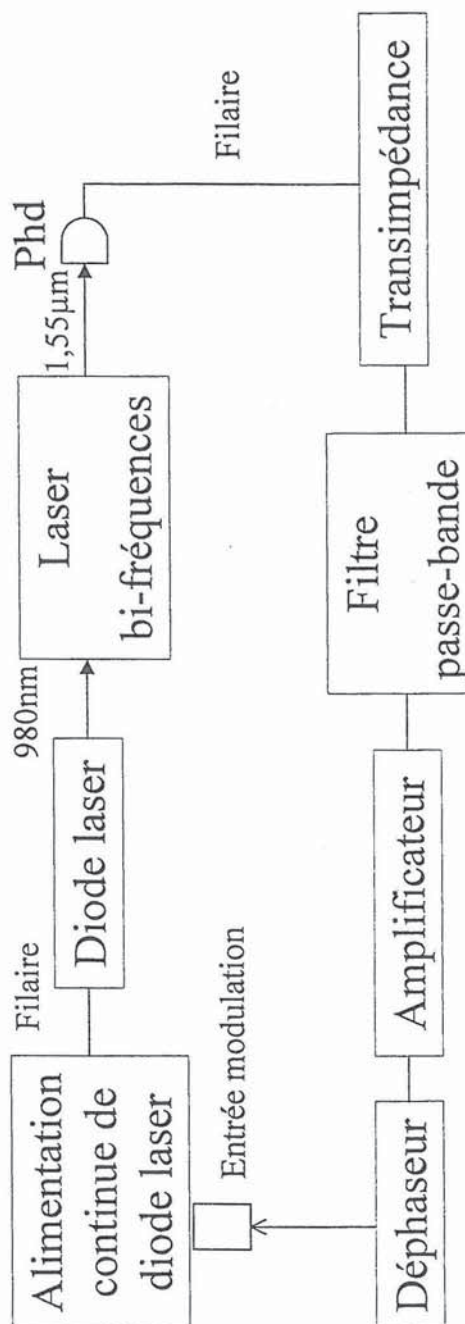 Alimentation
continue de
diode laser
Filaire
Diode laser
980nm
Laser
bi-fréquences
1,55µm
Phd
Filaire
Entrée modulation
Déphaseur
Amplificateur
Filtre
passe-bande
Transimpédance